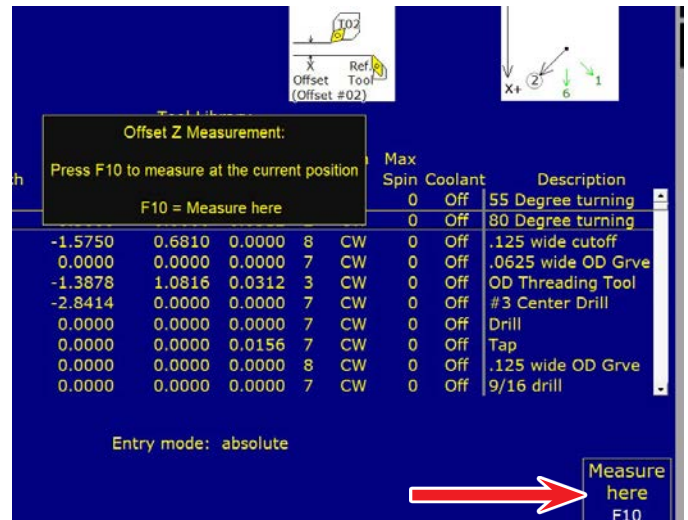 T02
X Ref.
Offset Tool
(Offset #02)
X+ 2 6 1
Offset Z Measurement:
Press F10 to measure at the current position
F10 = Measure here
Max
Spin Coolant Description
0 Off 55 Degree turning
0 Off 80 Degree turning
-1.5750 0.6810 0.0000 8 CW 0 Off .125 wide cutoff
0.0000 0.0000 0.0000 7 CW 0 Off .0625 wide OD Grve
-1.3878 1.0816 0.0312 3 CW 0 Off OD Threading Tool
-2.8414 0.0000 0.0000 7 CW 0 Off #3 Center Drill
0.0000 0.0000 0.0000 7 CW 0 Off Drill
0.0000 0.0000 0.0156 7 CW 0 Off Tap
0.0000 0.0000 0.0000 8 CW 0 Off .125 wide OD Grve
0.0000 0.0000 0.0000 7 CW 0 Off 9/16 drill
Entry mode: absolute
Measure
here
F10